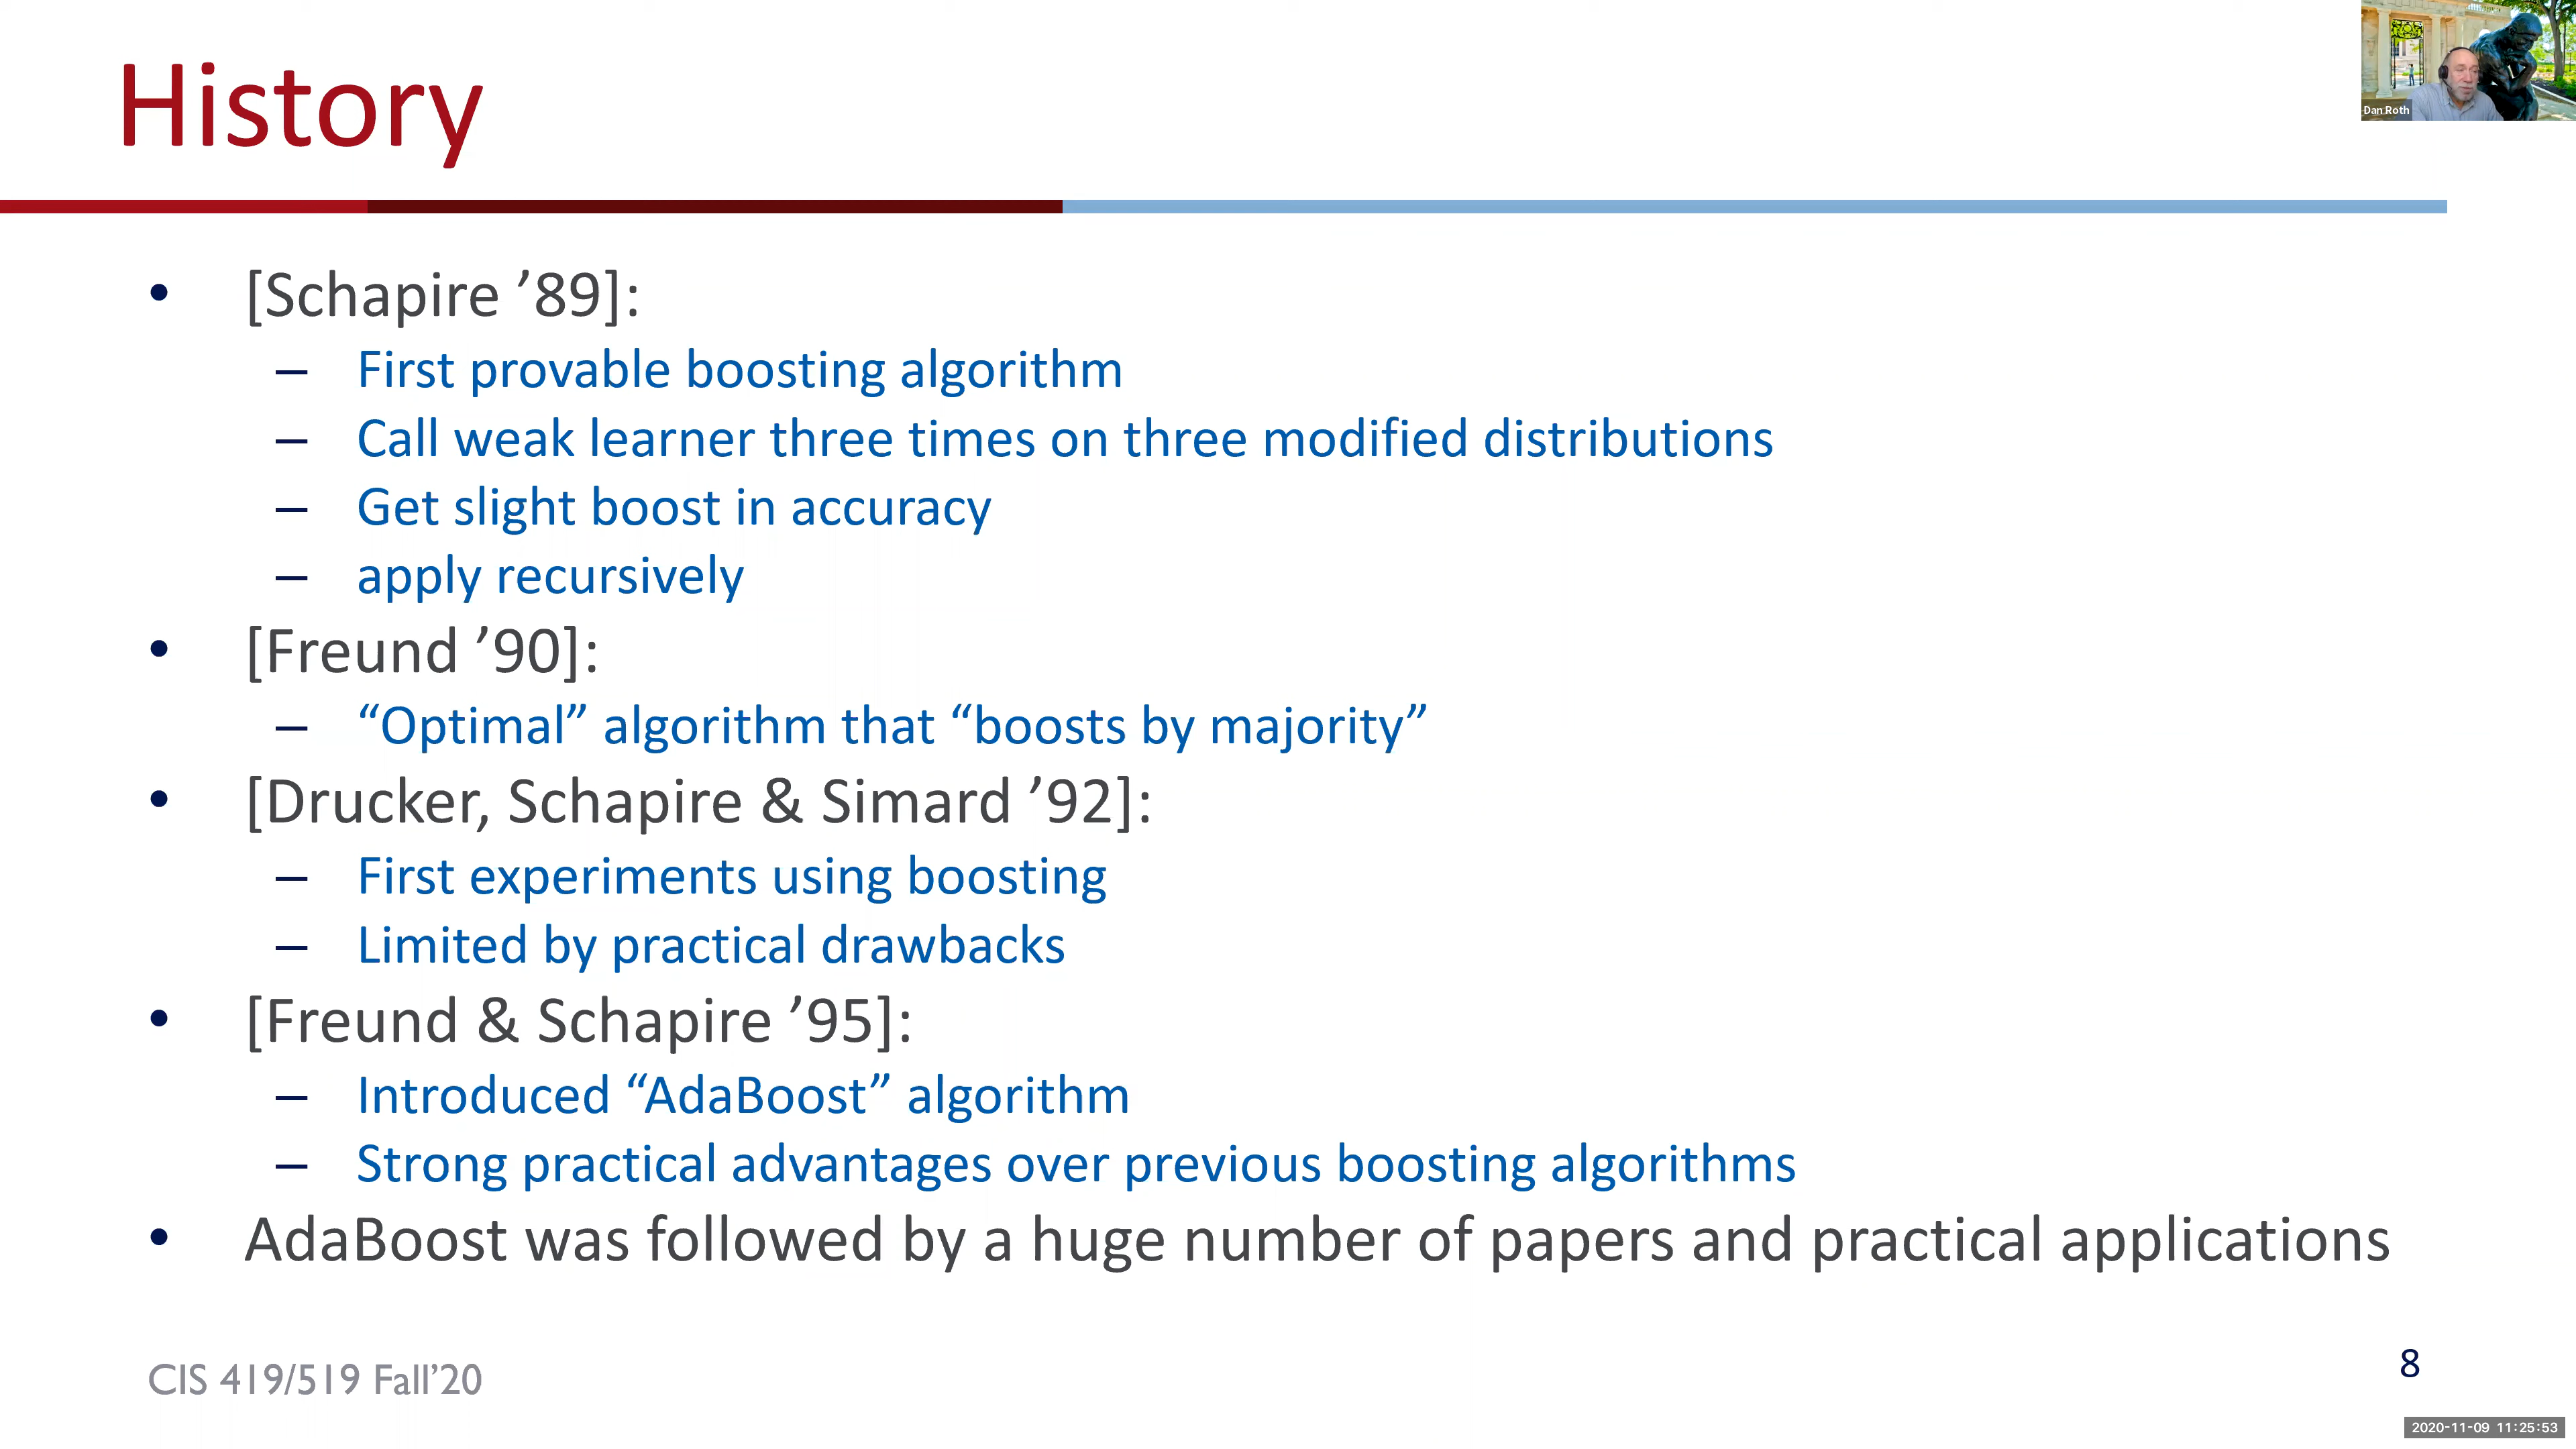 History
Dan Roth
• [Schapire ’89]:
– First provable boosting algorithm
– Call weak learner three times on three modified distributions
– Get slight boost in accuracy
– apply recursively
• [Freund ’90]:
– “Optimal” algorithm that “boosts by majority”
• [Drucker, Schapire & Simard ’92]:
– First experiments using boosting
– Limited by practical drawbacks
• [Freund & Schapire ’95]:
– Introduced “AdaBoost” algorithm
– Strong practical advantages over previous boosting algorithms
• AdaBoost was followed by a huge number of papers and practical applications
CIS 419/519 Fall’20
8
2020-11-09 11:25:53